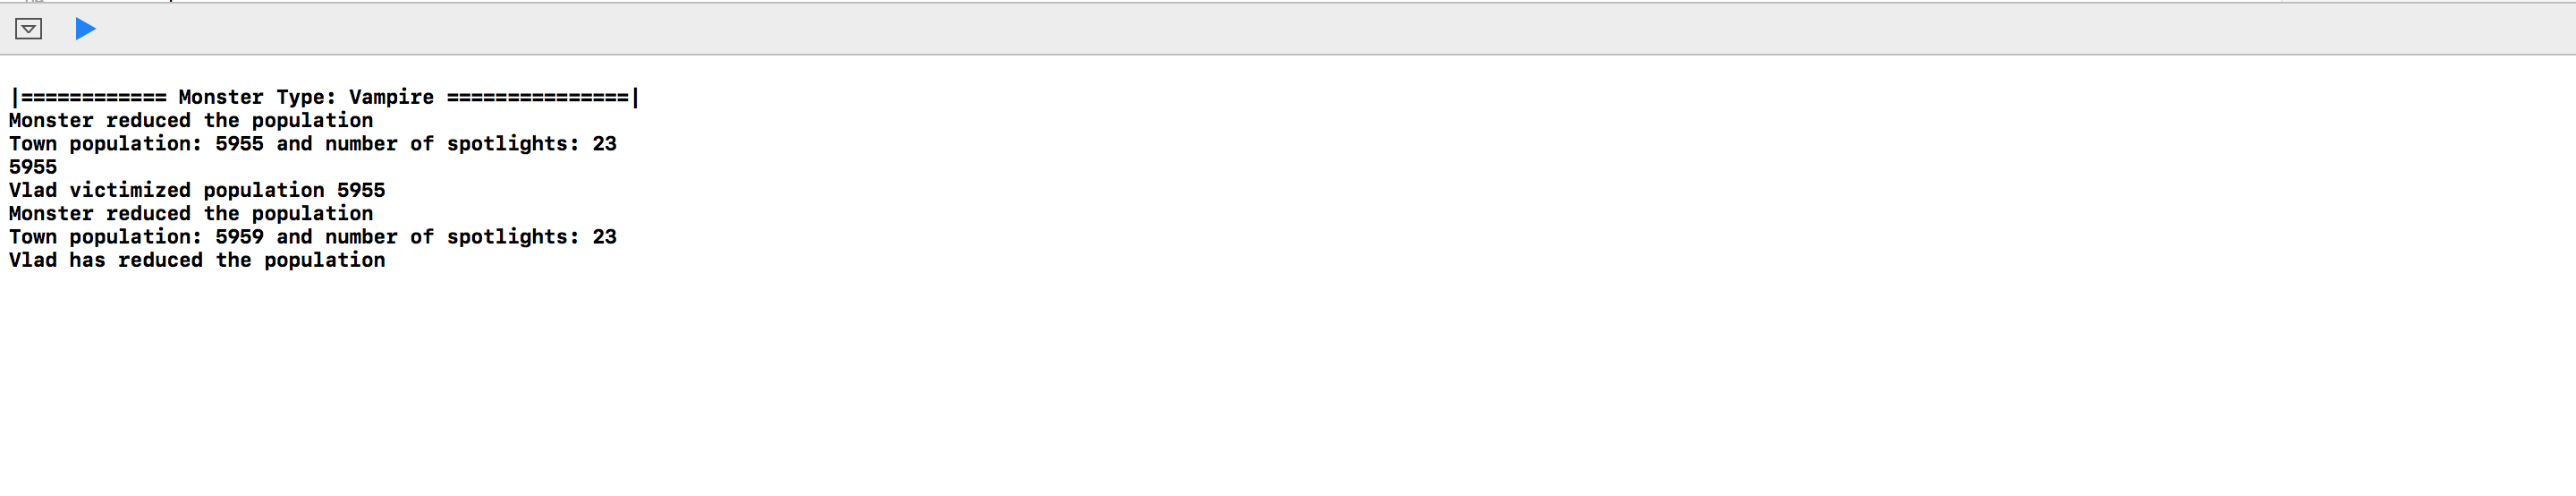 |============ Monster Type: Vampire ===============|
Monster reduced the population
Town population: 5955 and number of spotlights: 23
5955
Vlad victimized population 5955
Monster reduced the population
Town population: 5959 and number of spotlights: 23
Vlad has reduced the population